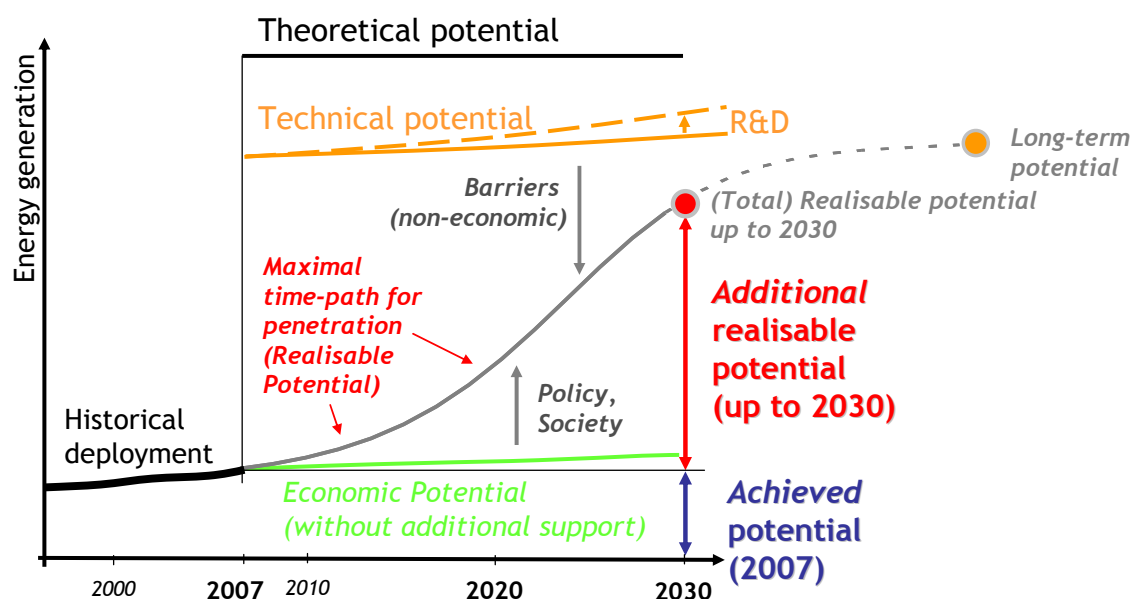 Theoretical potential
Energy generation
Technical potential
R&D
Long-term
potential
Barriers
(non-economic)
(Total) Realisable potential
up to 2030
Maximal
time-path for
penetration
(Realisable
Potential)
Additional
realisable
potential
(up to 2030)
Policy,
Society
Historical
deployment
Economic Potential
(without additional support)
Achieved
potential
(2007)
2000
2007
2010
2020
2030